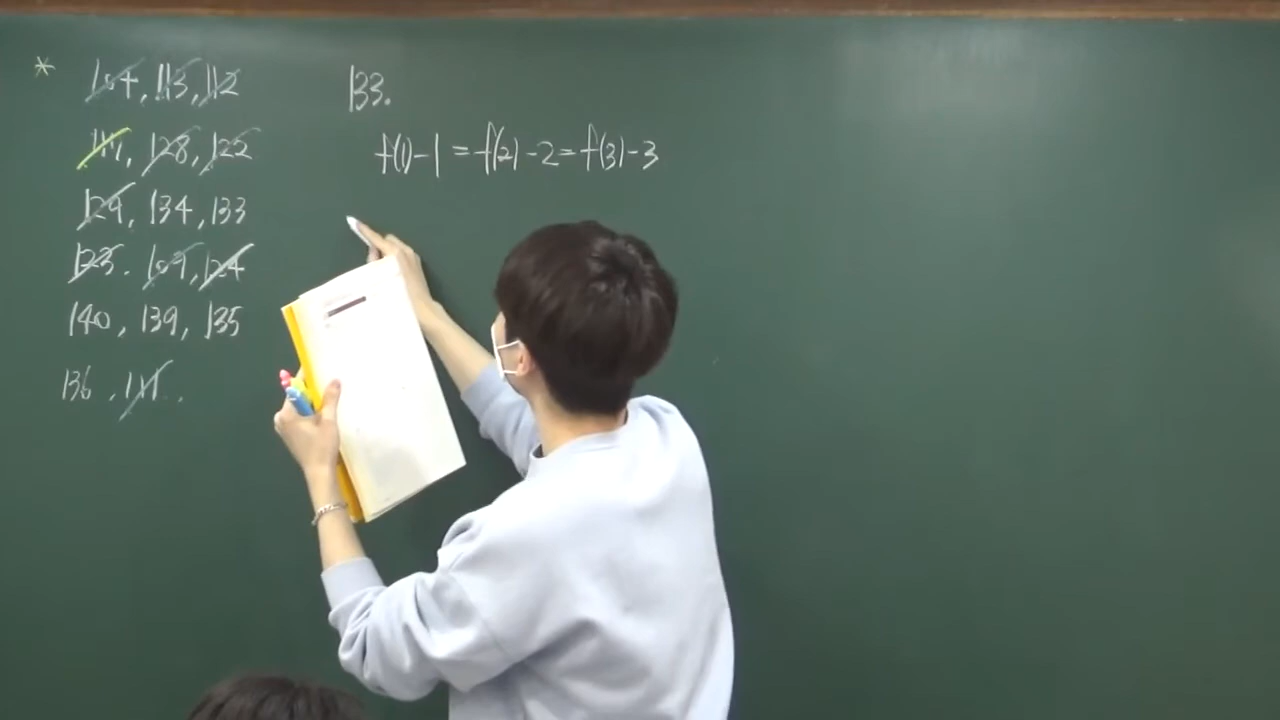 * 104, 113, 112
111, 128, 122
129, 134, 133
123. 109, 124
140, 139, 135
136,
133.
f(1)-1=f(2)-2=f(3)-3